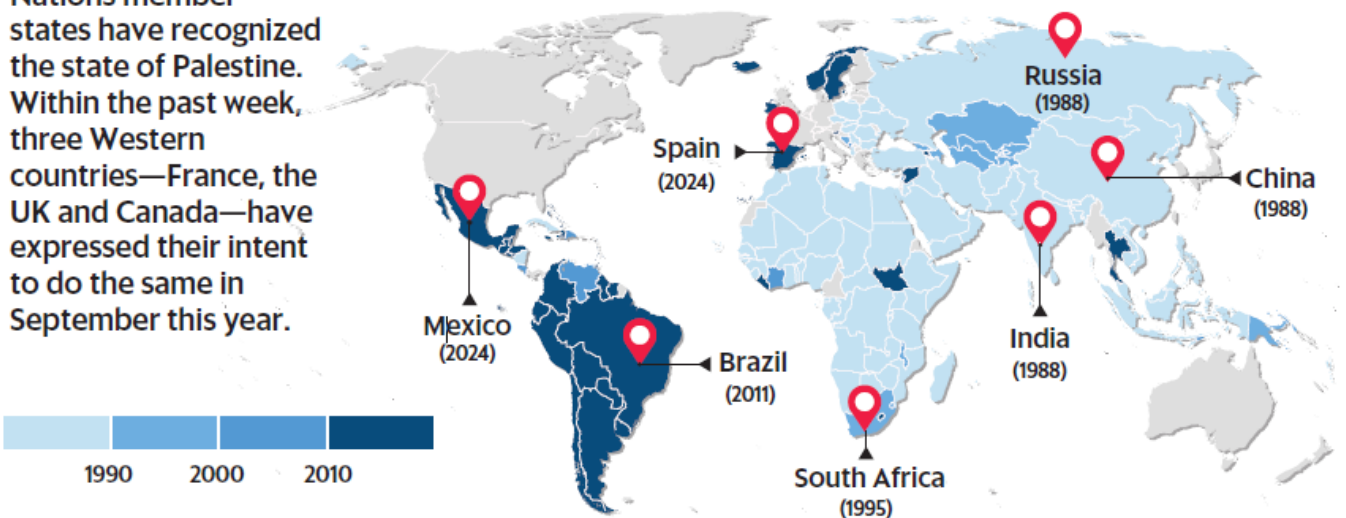 Nations member
states have recognized
the state of Palestine.
Within the past week,
three Western
countries—France, the
UK and Canada—have
expressed their intent
to do the same in
September this year.
1990 2000 2010
Mexico
(2024)
Brazil
(2011)
Spain
(2024)
South Africa
(1995)
Russia
(1988)
China
(1988)
India
(1988)